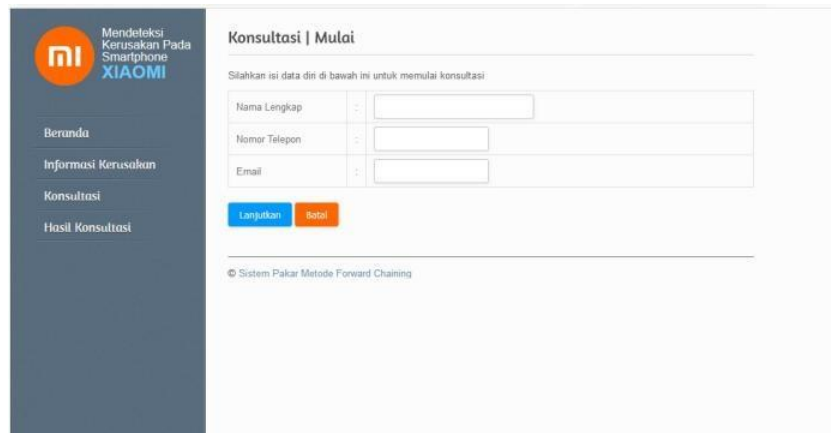 Mendeteksi
Kerusakan Pada
Smartphone
XIAOMI
Beranda
Informasi Kerusakan
Konsultasi
Hasil Konsultasi
Konsultasi | Mulai
Silahkan isi data diri di bawah ini untuk memulai konsultasi
Nama Lengkap :
Nomor Telepon :
Email :
Lanjutkan Batal
© Sistem Pakar Metode Forward Chaining